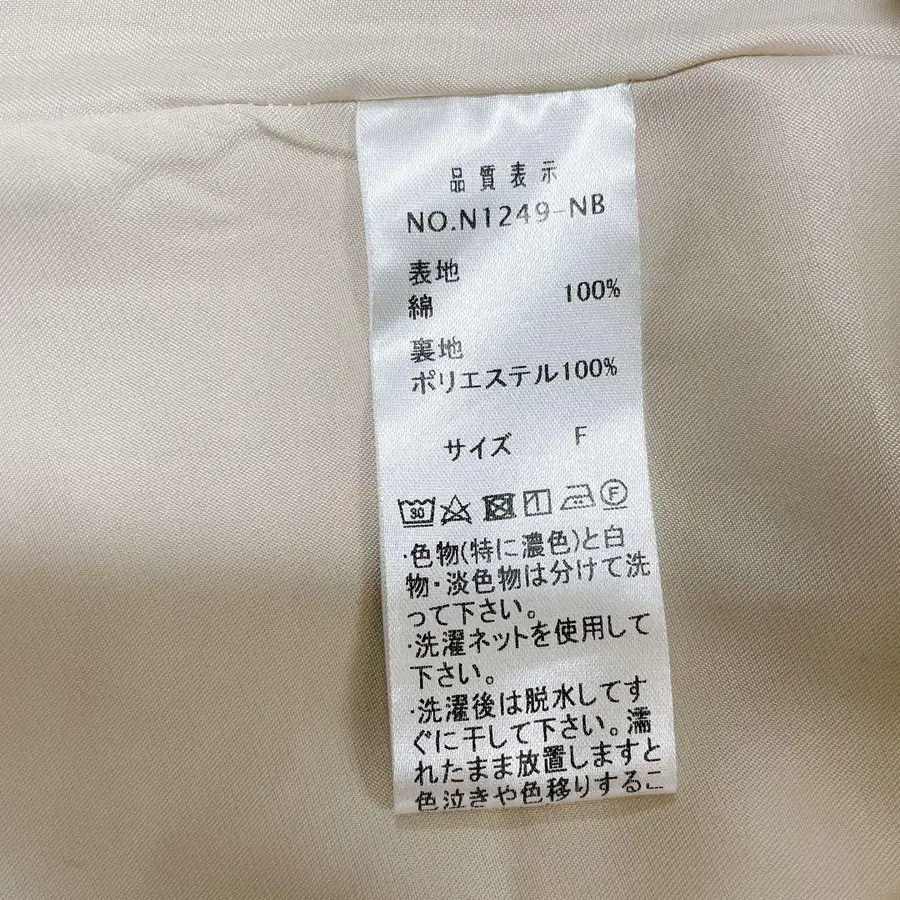 品質表示
NO.N1249-NB
表地
綿 100%
裏地
ポリエステル100%
サイズ F
30 F
·色物(特に濃色)と白
物·淡色物は分けて洗
って下さい。
·洗濯ネットを使用して
下さい。
·洗濯後は脱水してす
ぐに干して下さい。濡
れたまま放置しますと
色泣きや色移りするこ